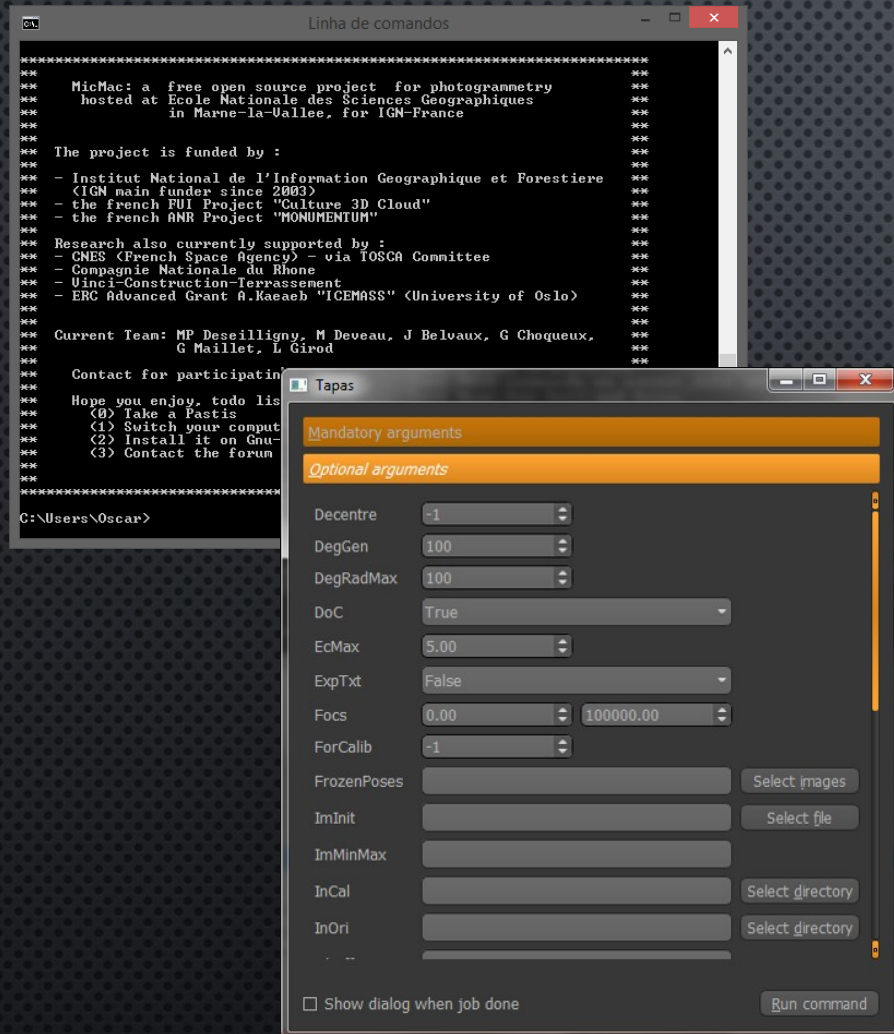 Linha de comandos
************************************************************************
** **
** MicMac: a free open source project for photogrammetry **
** hosted at Ecole Nationale des Sciences Geographiques **
** in Marne-la-Vallee, for IGN-France **
** **
** **
** The project is funded by : **
** **
** - Institut National de l'Information Geographique et Forestiere **
** (IGN main funder since 2003) **
** - the french FUI Project "Culture 3D Cloud" **
** - the french ANR Project "MONUMENTUM" **
** **
** Research also currently supported by : **
** - CNES (French Space Agency) - via TOSCA Committee **
** - Compagnie Nationale du Rhone **
** - Vinci-Construction-Terrassement **
** - ERC Advanced Grant A.Kaeaeb "ICEMASS" (University of Oslo) **
** **
** **
** Current Team: MP Deseilligny, M Deveau, J Belvaux, G Choqueux, **
** G Maillet, L Girod **
** **
** Contact for participatin
**
** Hope you enjoy, todo lis
** (0) Take a Pastis
** (1) Switch your comput
** (2) Install it on Gnu-
** (3) Contact the forum
**
**
******************************
C:\Users\Oscar>
Tapas
Mandatory arguments
Optional arguments
Decentre -1
DegGen 100
DegRadMax 100
DoC True
EcMax 5.00
ExpTxt False
Focs 0.00 100000.00
ForCalib -1
FrozenPoses Select images
ImInit Select file
ImMinMax
InCal Select directory
InOri Select directory
Show dialog when job done Run command